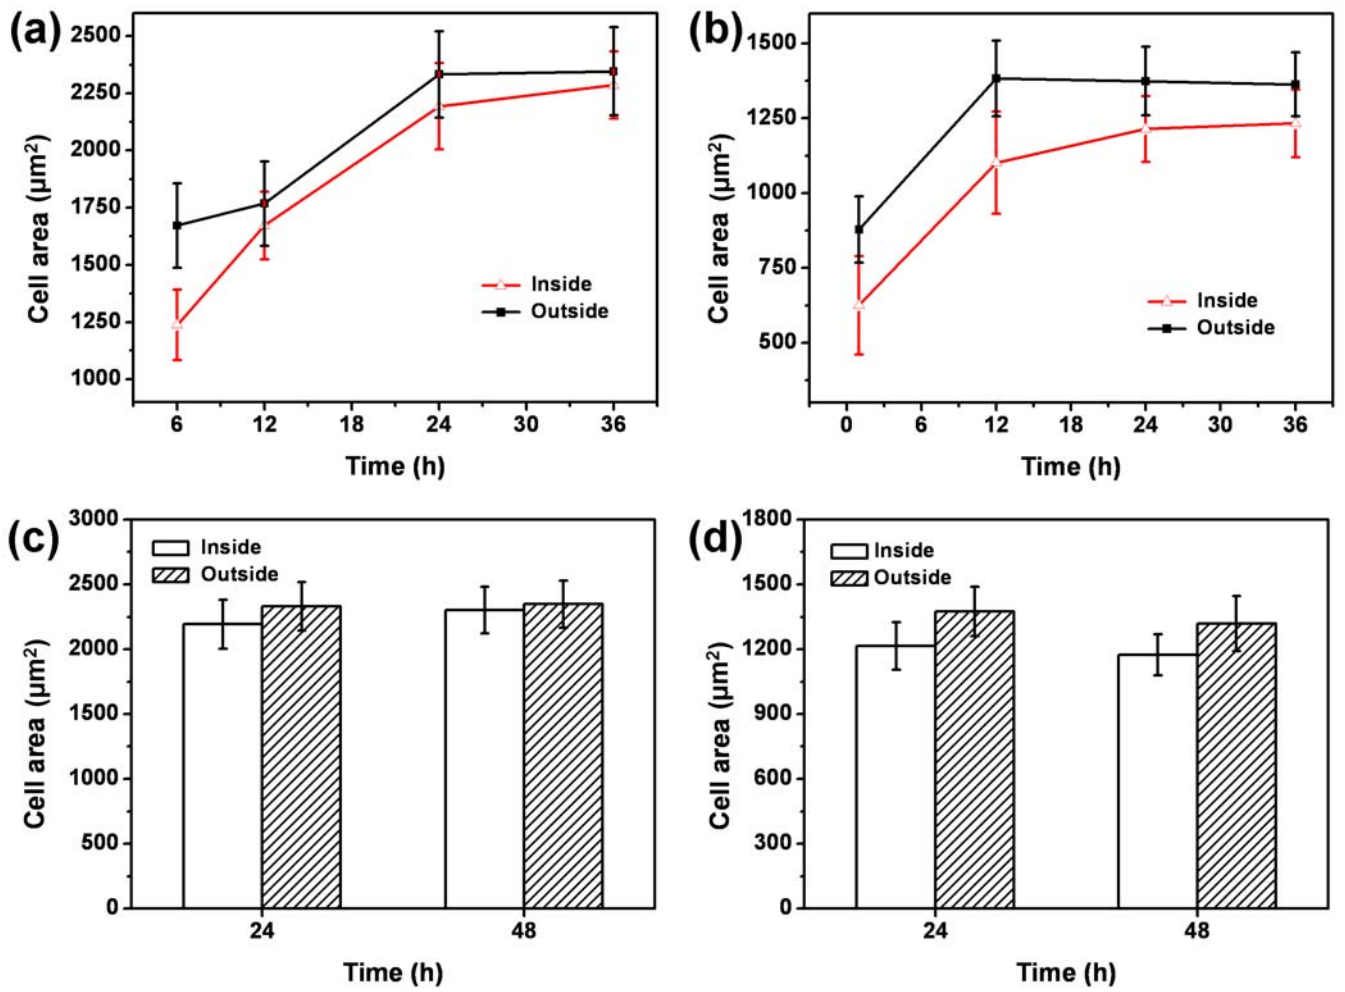 (a)
2500
2250
2000
1750
1500
1250
1000
Cell area (µm²)
Inside
Outside
6 12 18 24 30 36
Time (h)
(b)
1500
1250
1000
750
500
Cell area (µm²)
Inside
Outside
0 6 12 18 24 30 36
Time (h)
(c)
3000
2500
2000
1500
1000
500
0
Cell area (µm²)
Inside
Outside
24 48
Time (h)
(d)
1800
1500
1200
900
600
300
0
Cell area (µm²)
Inside
Outside
24 48
Time (h)